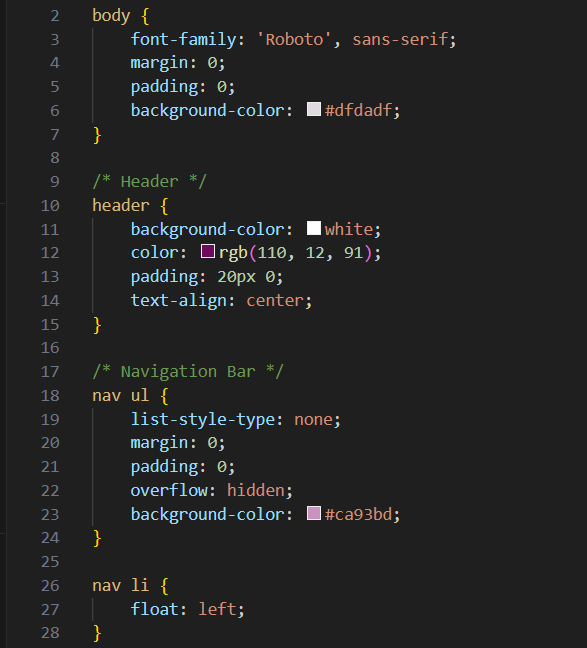 2 body {
3     font-family: 'Roboto', sans-serif;
4     margin: 0;
5     padding: 0;
6     background-color: #dfdadf;
7 }
8
9 /* Header */
10 header {
11     background-color: white;
12     color: rgb(110, 12, 91);
13     padding: 20px 0;
14     text-align: center;
15 }
16
17 /* Navigation Bar */
18 nav ul {
19     list-style-type: none;
20     margin: 0;
21     padding: 0;
22     overflow: hidden;
23     background-color: #ca93bd;
24 }
25
26 nav li {
27     float: left;
28 }